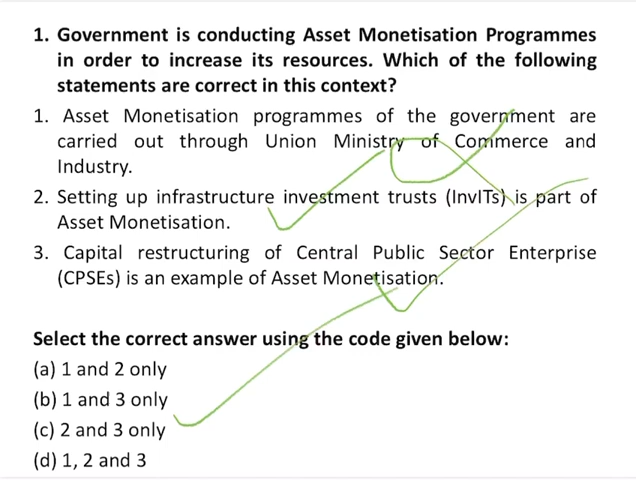 1. Government is conducting Asset Monetisation Programmes
in order to increase its resources. Which of the following
statements are correct in this context?
1. Asset Monetisation programmes of the government are
carried out through Union Ministry of Commerce and
Industry.
2. Setting up infrastructure investment trusts (InvITs) is part of
Asset Monetisation.
3. Capital restructuring of Central Public Sector Enterprise
(CPSEs) is an example of Asset Monetisation.
Select the correct answer using the code given below:
(a) 1 and 2 only
(b) 1 and 3 only
(c) 2 and 3 only
(d) 1, 2 and 3